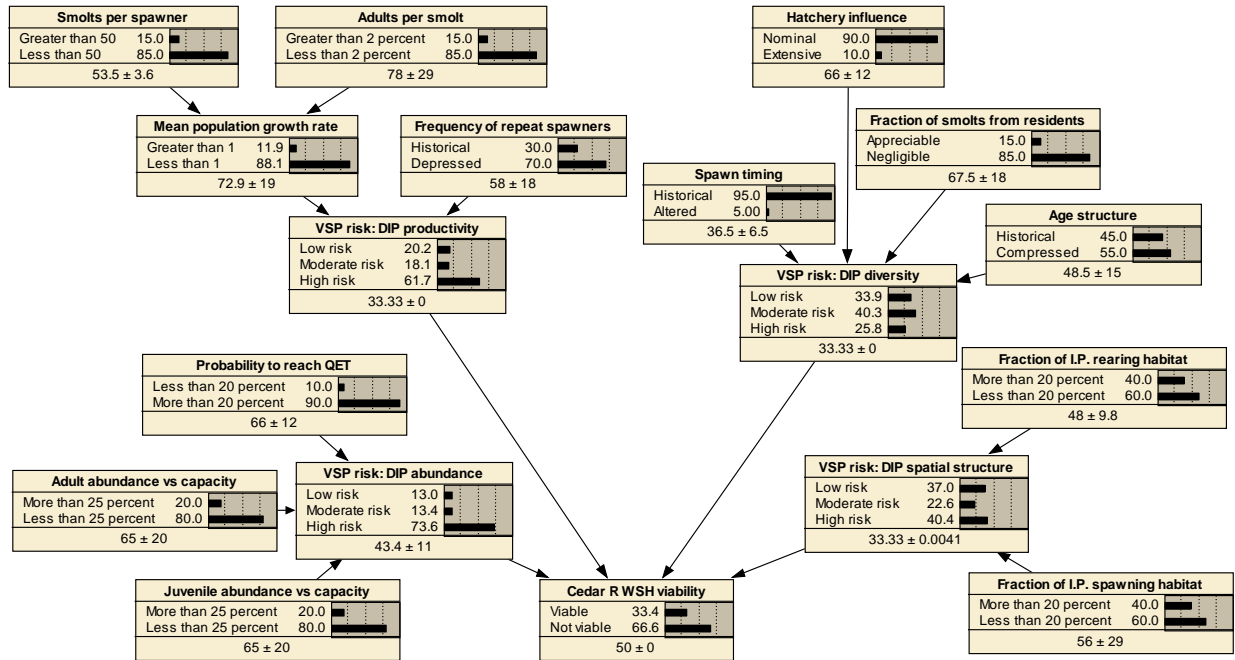 Smolts per spawner
Greater than 50 15.0
Less than 50 85.0
53.5 ± 3.6
Adults per smolt
Greater than 2 percent 15.0
Less than 2 percent 85.0
78 ± 29
Hatchery influence
Nominal 90.0
Extensive 10.0
66 ± 12
Mean population growth rate
Greater than 1 11.9
Less than 1 88.1
72.9 ± 19
Frequency of repeat spawners
Historical 30.0
Depressed 70.0
58 ± 18
Fraction of smolts from residents
Appreciable 15.0
Negligible 85.0
67.5 ± 18
Spawn timing
Historical 95.0
Altered 5.00
36.5 ± 6.5
Age structure
Historical 45.0
Compressed 55.0
48.5 ± 15
VSP risk: DIP productivity
Low risk 20.2
Moderate risk 18.1
High risk 61.7
33.33 ± 0
VSP risk: DIP diversity
Low risk 33.9
Moderate risk 40.3
High risk 25.8
33.33 ± 0
Probability to reach QET
Less than 20 percent 10.0
More than 20 percent 90.0
66 ± 12
Fraction of I.P. rearing habitat
More than 20 percent 40.0
Less than 20 percent 60.0
48 ± 9.8
Adult abundance vs capacity
More than 25 percent 20.0
Less than 25 percent 80.0
65 ± 20
VSP risk: DIP abundance
Low risk 13.0
Moderate risk 13.4
High risk 73.6
43.4 ± 11
VSP risk: DIP spatial structure
Low risk 37.0
Moderate risk 22.6
High risk 40.4
33.33 ± 0.0041
Juvenile abundance vs capacity
More than 25 percent 20.0
Less than 25 percent 80.0
65 ± 20
Cedar R WSH viability
Viable 33.4
Not viable 66.6
50 ± 0
Fraction of I.P. spawning habitat
More than 20 percent 40.0
Less than 20 percent 60.0
56 ± 29